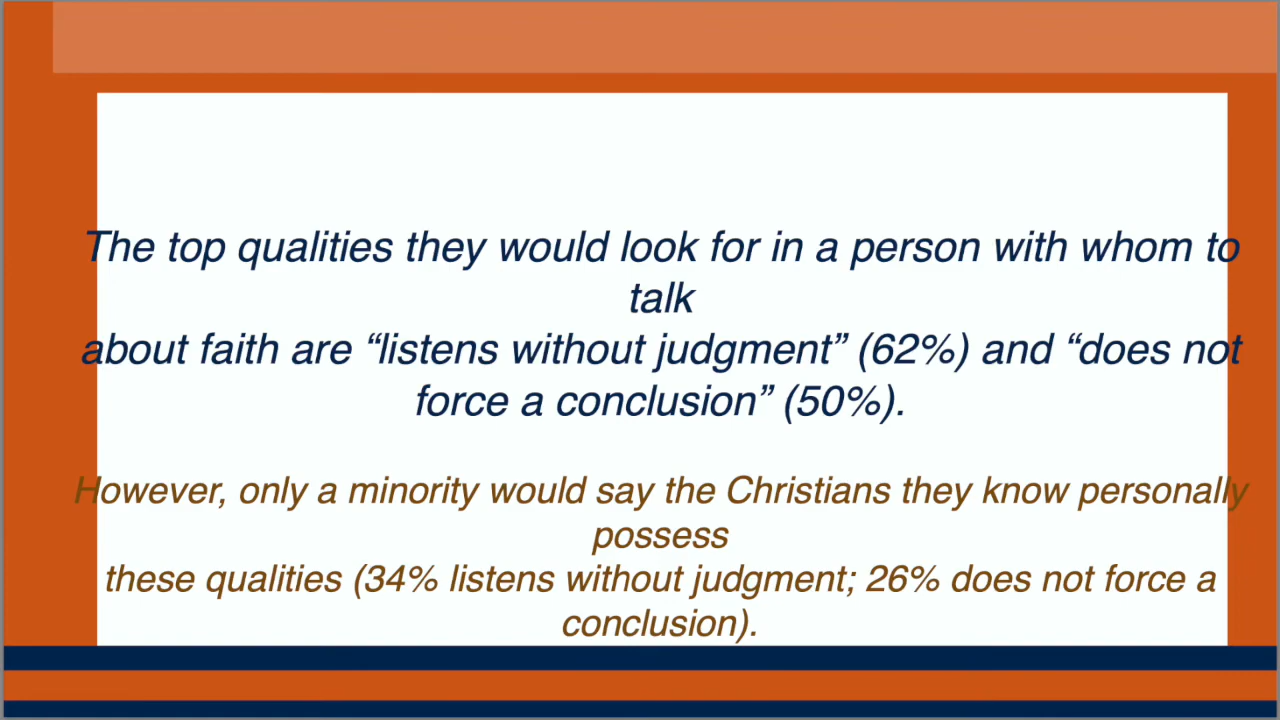 The top qualities they would look for in a person with whom to
talk
about faith are “listens without judgment” (62%) and “does not
force a conclusion” (50%).
However, only a minority would say the Christians they know personally
possess
these qualities (34% listens without judgment; 26% does not force a
conclusion).